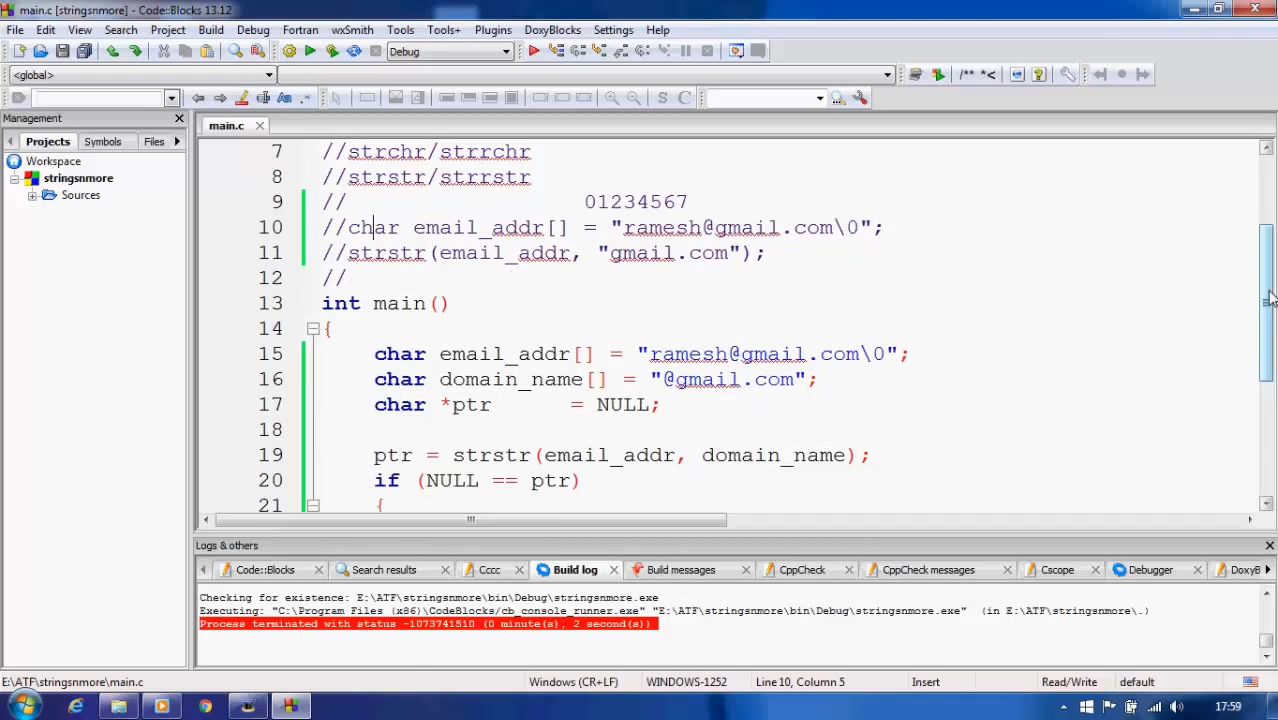 main.c [stringsnmore] - Code::Blocks 13.12
File Edit View Search Project Build Debug Fortran wxSmith Tools Tools+ Plugins DoxyBlocks Settings Help
Debug
<global>
/** *<
S C
Management
main.c
Projects Symbols Files
Workspace
stringsnmore
Sources
7 //strchr/strrchr
8 //strstr/strrstr
9 // 01234567
10 //char email_addr[] = "ramesh@gmail.com\0";
11 //strstr(email_addr, "gmail.com");
12 //
13 int main()
14 {
15 char email_addr[] = "ramesh@gmail.com\0";
16 char domain_name[] = "@gmail.com";
17 char *ptr = NULL;
18
19 ptr = strstr(email_addr, domain_name);
20 if (NULL == ptr)
21 {
Logs & others
Code::Blocks Search results Cccc Build log Build messages CppCheck CppCheck messages Cscope Debugger DoxyB
Checking for existence: E:\ATF\stringsnmore\bin\Debug\stringsnmore.exe
Executing: "C:\Program Files (x86)\CodeBlocks/cb_console_runner.exe" "E:\ATF\stringsnmore\bin\Debug\stringsnmore.exe" (in E:\ATF\stringsnmore\.)
Process terminated with status -1073741510 (0 minute(s), 2 second(s))
E:\ATF\stringsnmore\main.c Windows (CR+LF) WINDOWS-1252 Line 10, Column 5 Insert Read/Write default
17:59